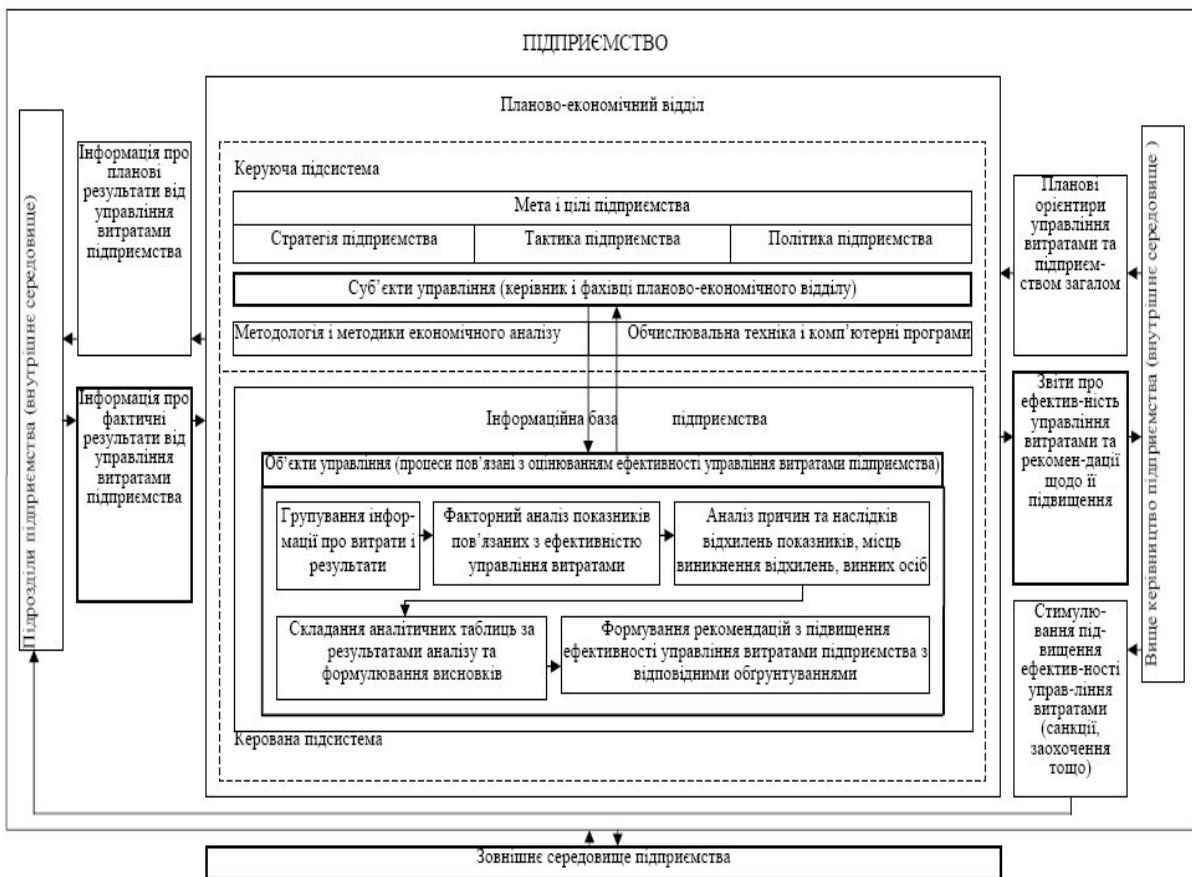 ПІДПРИЄМСТВО
Планово-економічний відділ
Підрозділи підприємства (внутрішнє середовище)
Інформація про
планові
результати від
управління
витратами
підприємства
Інформація про
фактичні
результати від
управління
витратами
підприємства
Керуюча підсистема
Мета і цілі підприємства
Стратегія підприємства
Тактика підприємства
Політика підприємства
Суб’єкти управління (керівник і фахівці планово-економічного відділу)
Методологія і методики економічного аналізу
Обчислювальна техніка і комп’ютерні програми
Інформаційна база підприємства
Об’єкти управління (процеси пов’язані з оцінюванням ефективності управління витратами підприємства)
Групування інфор-
мації про витрати і
результати
Факторний аналіз показників
пов’язаних з ефективністю
управління витратами
Аналіз причин та наслідків
відхилень показників, місць
виникнення відхилень, винних осіб
Складання аналітичних таблиць за
результатами аналізу та
формулювання висновків
Формування рекомендацій з підвищення
ефективності управління витратами підприємства з
відповідними обґрунтуваннями
Керована підсистема
Планові
орієнтири
управління
витратами та
підприєм-
ством загалом
Звіти про
ефектив-ність
управління
витратами та
рекомен-дації
щодо її
підвищення
Стимулю-
вання під-
вищення
ефектив-ності
управ-ління
витратами
(санкції,
заохочення
тощо)
Вище керівництво підприємства (внутрішнє середовище )
Зовнішнє середовище підприємства